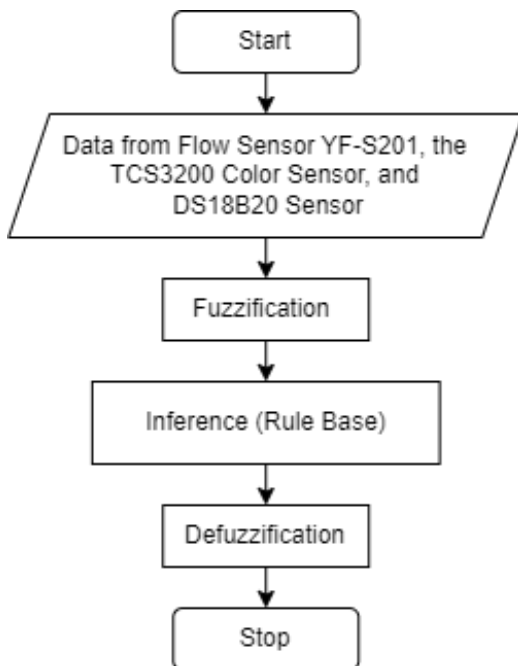 Start
Data from Flow Sensor YF-S201, the
TCS3200 Color Sensor, and
DS18B20 Sensor
Fuzzification
Inference (Rule Base)
Defuzzification
Stop